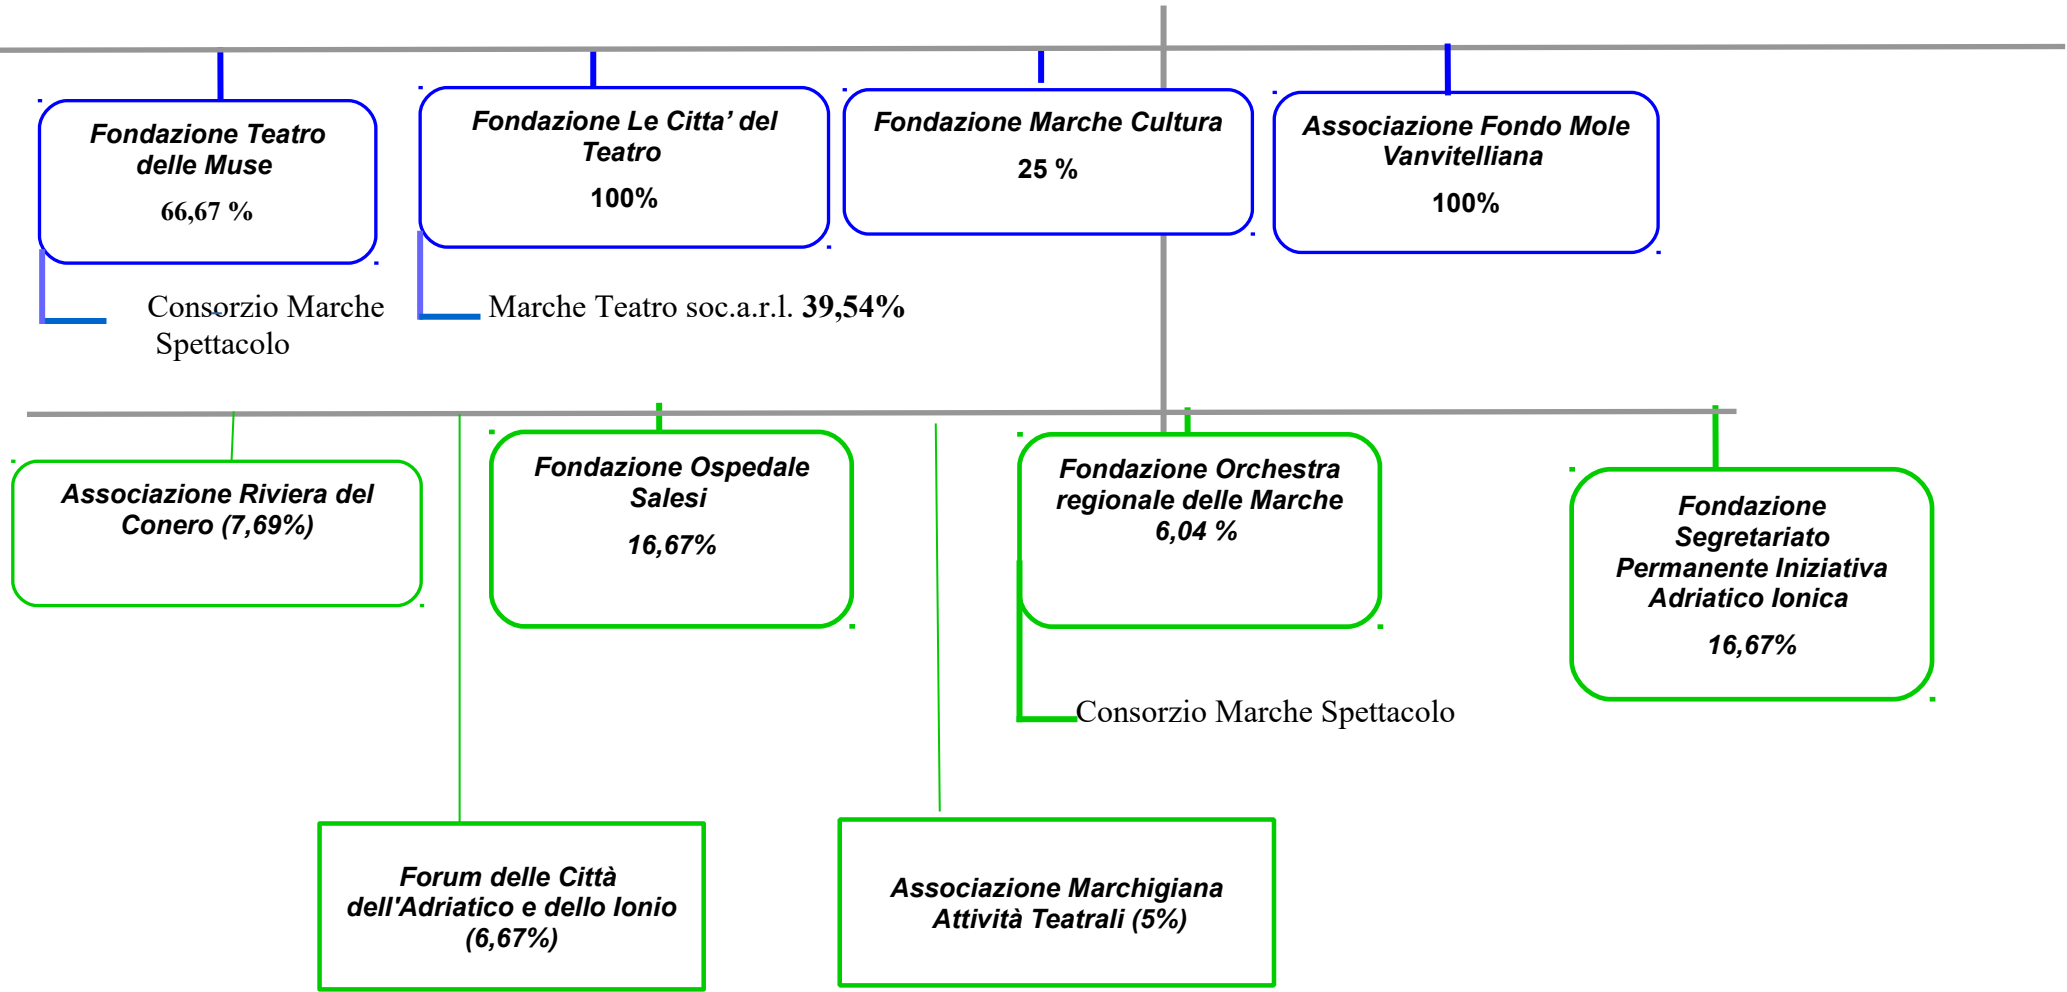 Fondazione Teatro
delle Muse
66,67 %
Fondazione Le Citta’ del
Teatro
100%
Fondazione Marche Cultura
25 %
Associazione Fondo Mole
Vanvitelliana
100%
Consorzio Marche
Spettacolo
Marche Teatro soc.a.r.l. 39,54%
Associazione Riviera del
Conero (7,69%)
Fondazione Ospedale
Salesi
16,67%
Fondazione Orchestra
regionale delle Marche
6,04 %
Fondazione
Segretariato
Permanente Iniziativa
Adriatico Ionica
16,67%
Consorzio Marche Spettacolo
Forum delle Città
dell'Adriatico e dello Ionio
(6,67%)
Associazione Marchigiana
Attività Teatrali (5%)